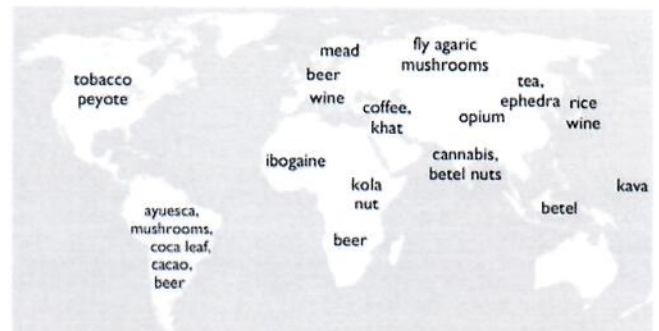 mead
fly agaric
mushrooms
tobacco
peyote
beer
wine
coffee,
khat
tea,
ephedra
opium
rice
wine
ibogaine
cannabis,
betel nuts
kola
nut
kava
betel
ayuesca,
mushrooms,
coca leaf,
cacao,
beer
beer